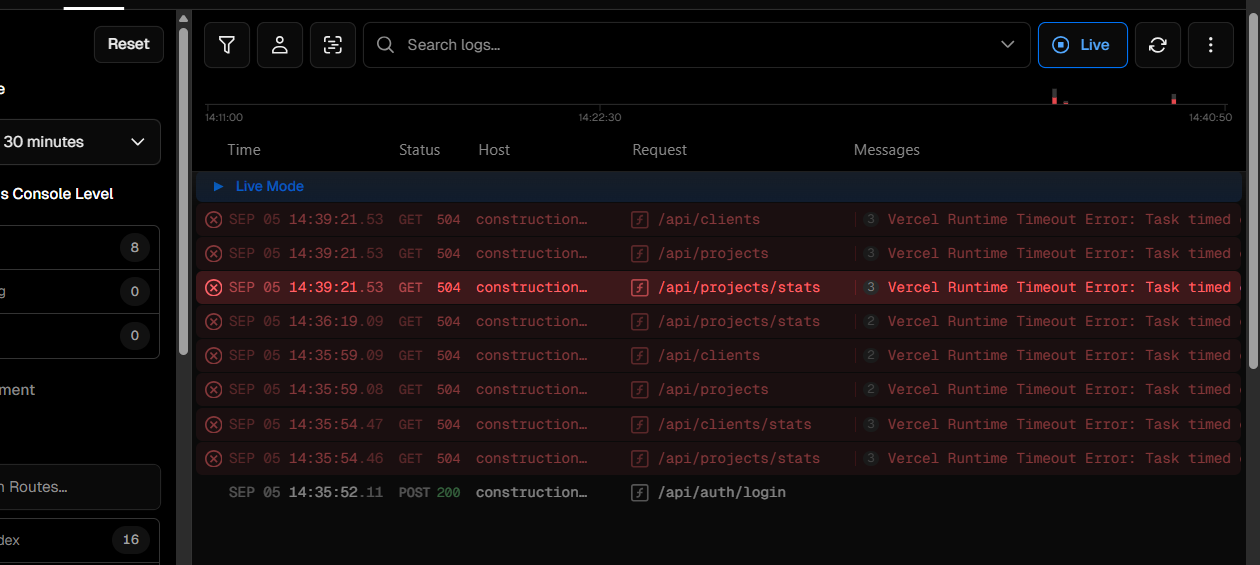 Reset
Search logs...
Live
e
30 minutes
14:11:00 14:22:30 14:40:50
Time Status Host Request Messages
s Console Level
Live Mode
8
g 0
0
SEP 05 14:39:21.53 GET 504 construction… /api/clients 3 Vercel Runtime Timeout Error: Task timed
SEP 05 14:39:21.53 GET 504 construction… /api/projects 3 Vercel Runtime Timeout Error: Task timed
SEP 05 14:39:21.53 GET 504 construction… /api/projects/stats 3 Vercel Runtime Timeout Error: Task timed
SEP 05 14:36:19.09 GET 504 construction… /api/projects/stats 2 Vercel Runtime Timeout Error: Task timed
SEP 05 14:35:59.09 GET 504 construction… /api/clients 2 Vercel Runtime Timeout Error: Task timed
SEP 05 14:35:59.08 GET 504 construction… /api/projects 2 Vercel Runtime Timeout Error: Task timed
SEP 05 14:35:54.47 GET 504 construction… /api/clients/stats 3 Vercel Runtime Timeout Error: Task timed
SEP 05 14:35:54.46 GET 504 construction… /api/projects/stats 3 Vercel Runtime Timeout Error: Task timed
SEP 05 14:35:52.11 POST 200 construction… /api/auth/login
ment
n Routes...
dex 16